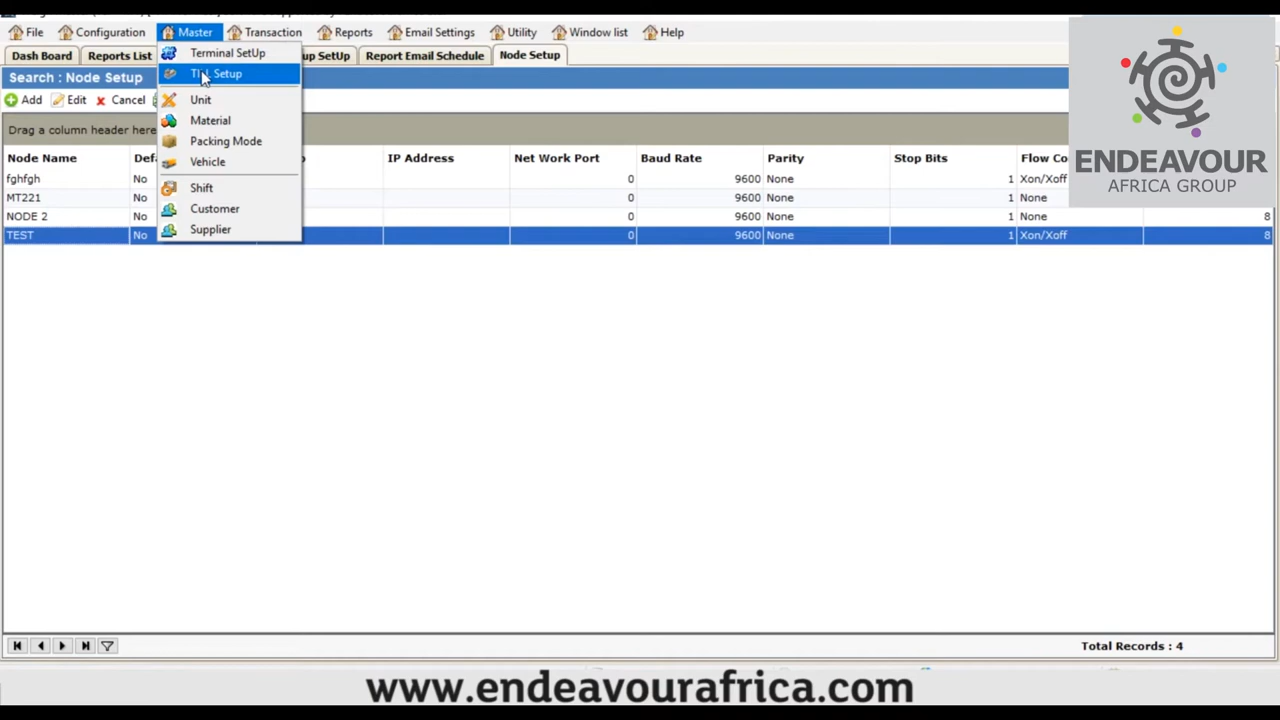 File Configuration Master Transaction Reports Email Settings Utility Window list Help
Dash Board Reports List up SetUp Report Email Schedule Node Setup
Search : Node Setup
Add Edit Cancel
Drag a column header here
Terminal SetUp
Setup
Unit
Material
Packing Mode
Vehicle
Shift
Customer
Supplier
Node Name IP Address Net Work Port Baud Rate Parity Stop Bits
fghfgh No 0 9600 None 1 Xon/Xoff
MT221 No 0 9600 None 1 None
NODE 2 No 0 9600 None 1 None 8
TEST No 0 9600 None 1 Xon/Xoff 8
ENDEAVOUR
AFRICA GROUP
Total Records : 4
www.endeavourafrica.com